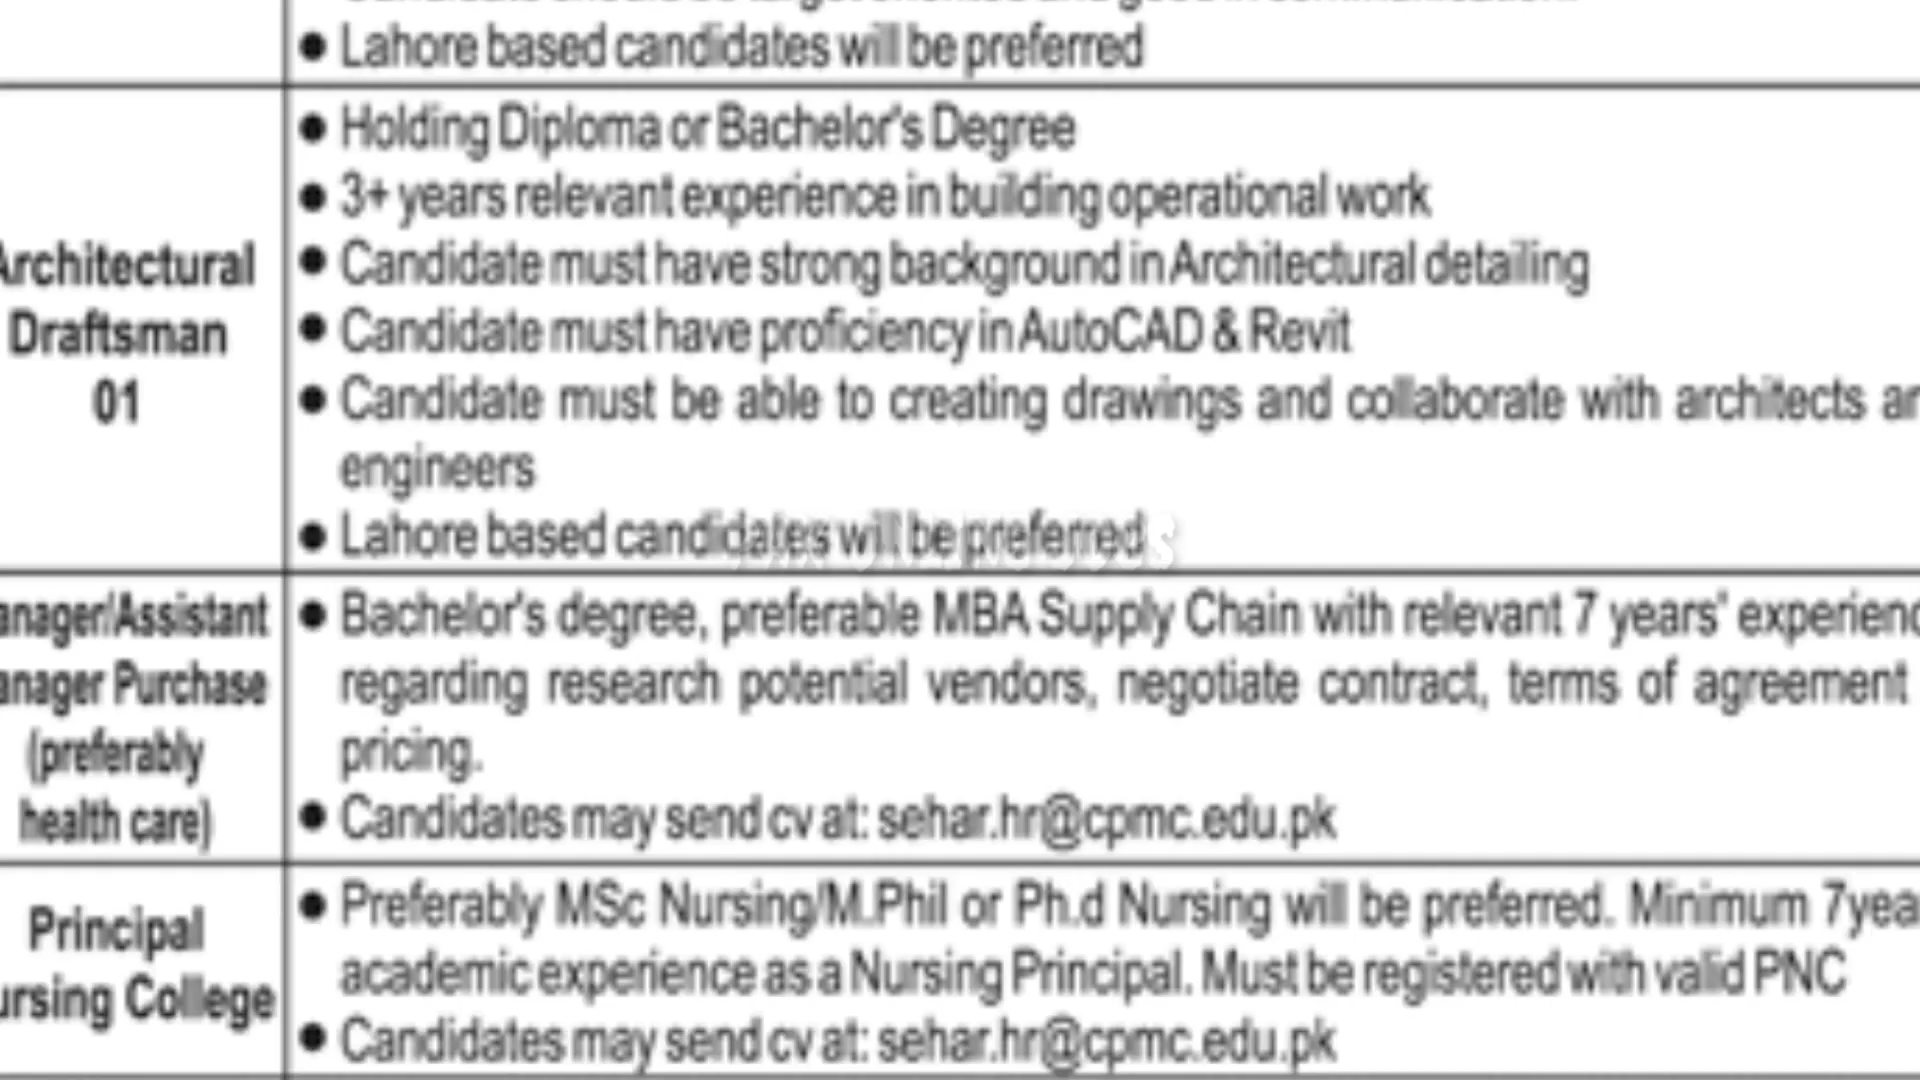 ● Lahore based candidates will be preferred
Architectural
Draftsman
01
● Holding Diploma or Bachelor's Degree
● 3+ years relevant experience in building operational work
● Candidate must have strong background in Architectural detailing
● Candidate must have proficiency in AutoCAD & Revit
● Candidate must be able to creating drawings and collaborate with architects an
engineers
● Lahore based candidates will be preferred
anager/Assistant
anager Purchase
(preferably
health care)
● Bachelor's degree, preferable MBA Supply Chain with relevant 7 years' experienc
regarding research potential vendors, negotiate contract, terms of agreement
pricing.
● Candidates may send cv at: sehar.hr@cpmc.edu.pk
Principal
ursing College
● Preferably MSc Nursing/M.Phil or Ph.d Nursing will be preferred. Minimum 7yea
academic experience as a Nursing Principal. Must be registered with valid PNC
● Candidates may send cv at: sehar.hr@cpmc.edu.pk